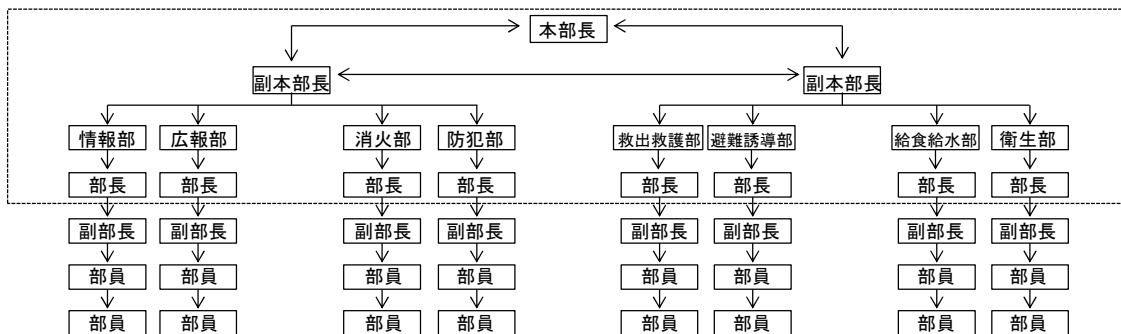 本部長
副本部長 副本部長
情報部 広報部 消火部 防犯部 救出救護部 避難誘導部 給食給水部 衛生部
部長 部長 部長 部長 部長 部長 部長 部長
副部長 副部長 副部長 副部長 副部長 副部長 副部長 副部長
部員 部員 部員 部員 部員 部員 部員 部員
部員 部員 部員 部員 部員 部員 部員 部員